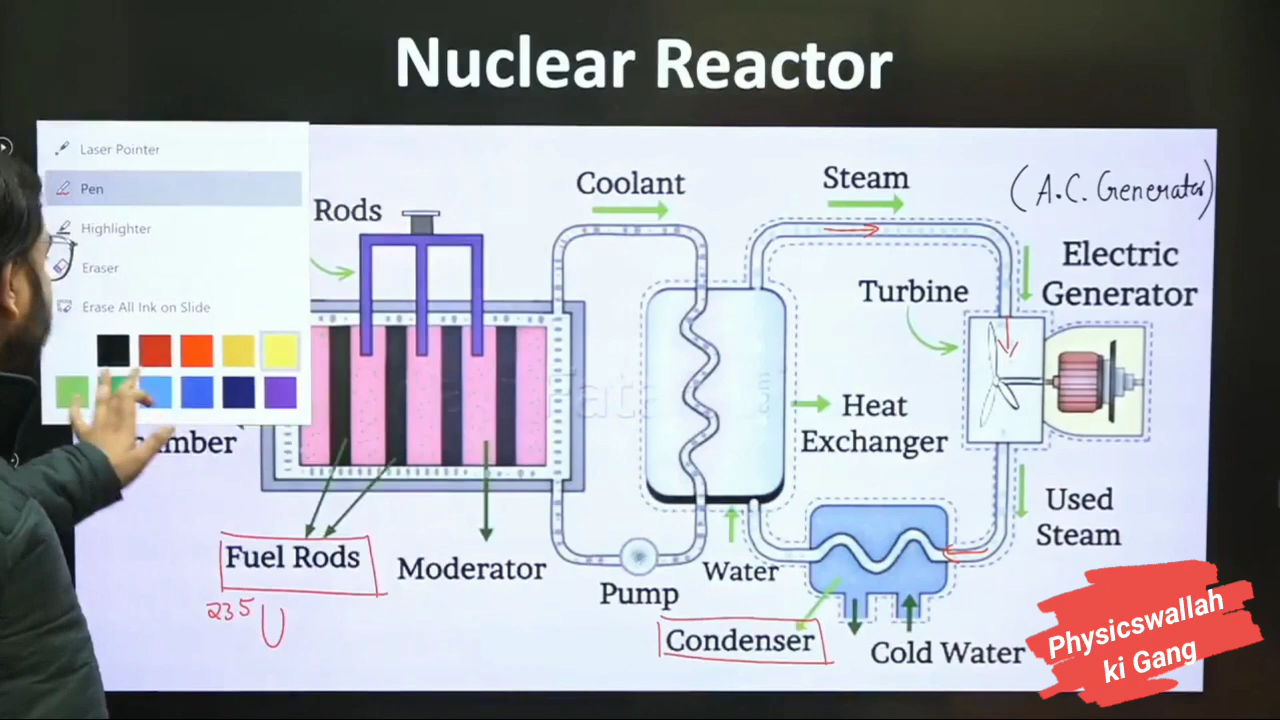 Nuclear Reactor
Laser Pointer
Pen
Highlighter
Eraser
Erase All Ink on Slide
Rods
Coolant
Steam
(A.C. Generator)
Electric
Generator
Turbine
Heat
Exchanger
Used
Steam
Fuel Rods
235
U
Moderator
Pump
Water
Condenser
Cold Water
Physicswallah
ki Gang